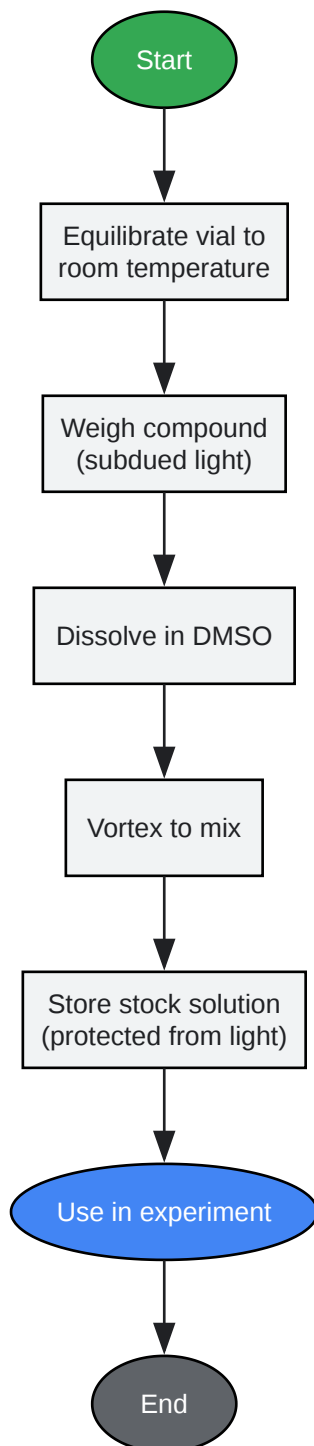 Start
Equilibrate vial to
room temperature
Weigh compound
(subdued light)
Dissolve in DMSO
Vortex to mix
Store stock solution
(protected from light)
Use in experiment
End